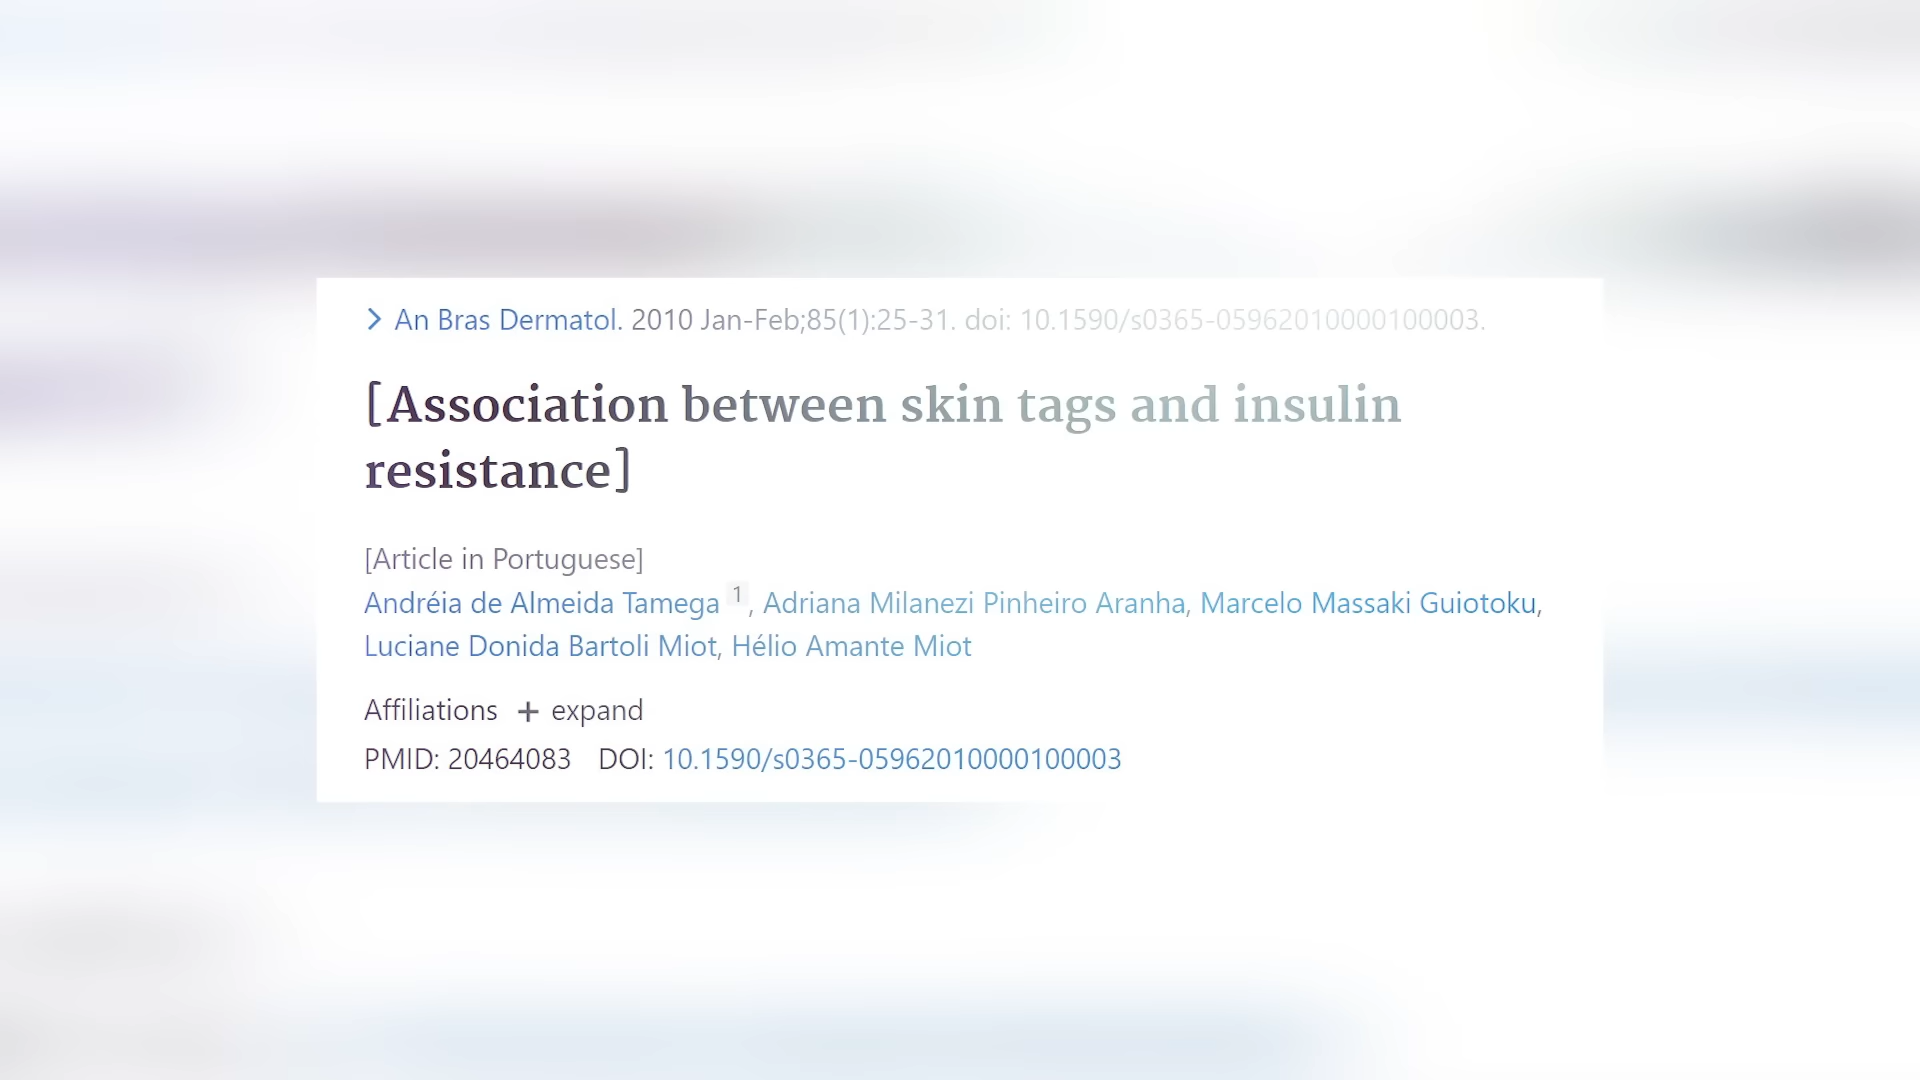 An Bras Dermatol. 2010 Jan-Feb;85(1):25-31. doi: 10.1590/s0365-05962010000100003.
[Association between skin tags and insulin
resistance]
[Article in Portuguese]
Andréia de Almeida Tamega 1, Adriana Milanezi Pinheiro Aranha, Marcelo Massaki Guiotoku,
Luciane Donida Bartoli Miot, Hélio Amante Miot
Affiliations + expand
PMID: 20464083 DOI: 10.1590/s0365-05962010000100003